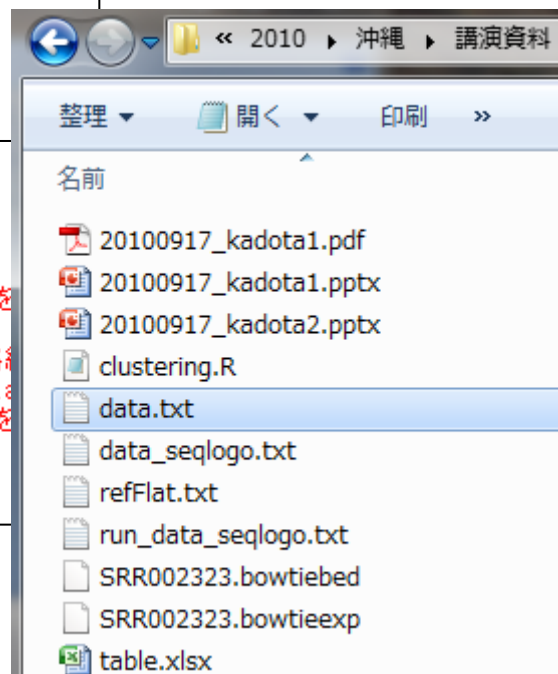 « 2010 ▸ 沖縄 ▸ 講演資料
整理 ▼ 開く ▼ 印刷 »
名前
20100917_kadota1.pdf
20100917_kadota1.pptx
20100917_kadota2.pptx
clustering.R
data.txt
data_seqlogo.txt
refFlat.txt
run_data_seqlogo.txt
SRR002323.bowtiebed
SRR002323.bowtieexp
table.xlsx